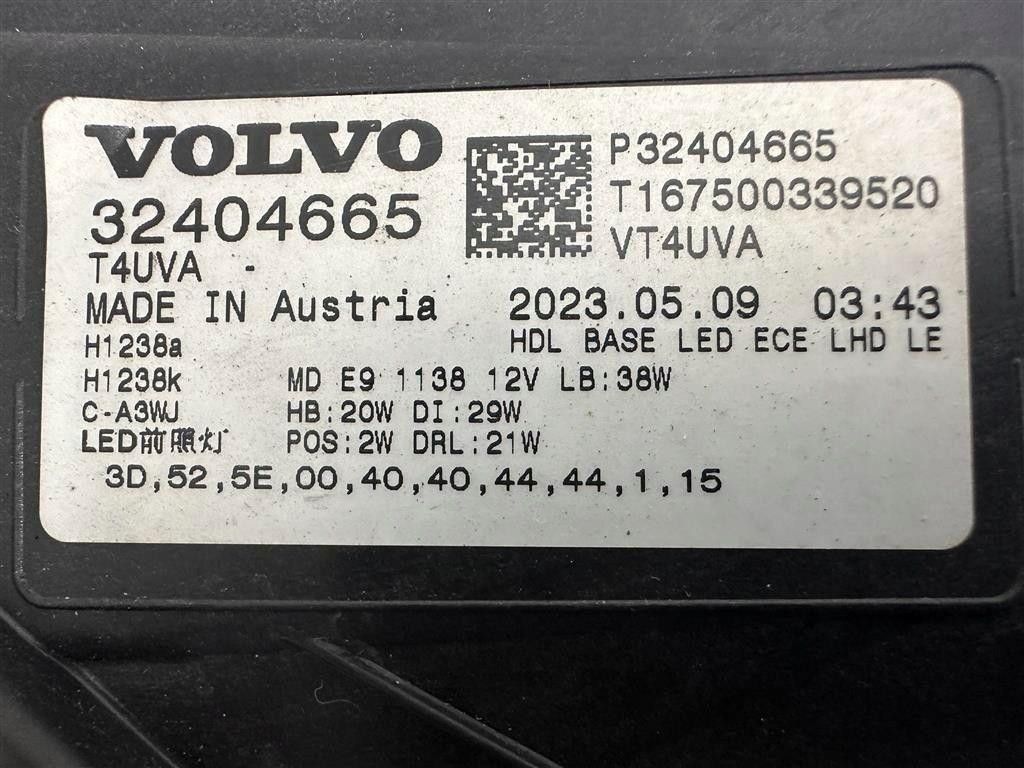 VOLVO
32404665
T4UVA -
P32404665
T167500339520
VT4UVA
MADE IN Austria 2023.05.09 03:43
H1238a HDL BASE LED ECE LHD LE
H1238k MD E9 1138 12V LB:38W
C-A3WJ HB:20W DI:29W
LED前照灯 POS:2W DRL:21W
3D,52,5E,00,40,40,44,44,1,15